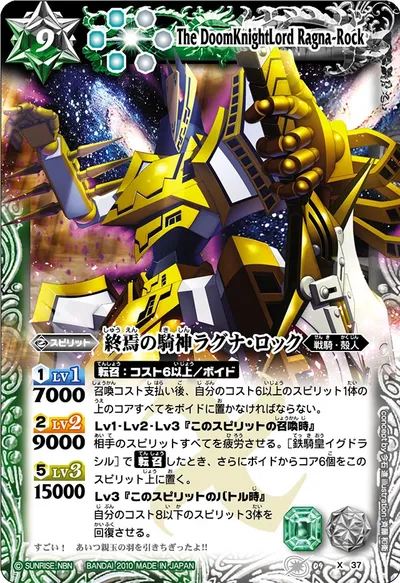 9
The DoomKnightLord Ragna-Rock
スピリット
終焉の騎神ラグナ・ロック
戦騎・殻人
転召:コスト6以上/ボイド
召喚コスト支払い後、自分のコスト6以上のスピリット1体の
上のコアすべてをボイドに置かなければならない。
1 LV1
7000
Lv1・Lv2・Lv3『このスピリットの召喚時』
2 LV2
9000
相手のスピリットすべてを疲労させる。[鉄騎皇イグドラ
シル]で転召したとき、さらにボイドからコア6個をこの
スピリット上に置く。
5 LV3
15000
Lv3『このスピリットのバトル時』
自分のコスト8以下のスピリット3体を
回復させる。
すごい! あいつ親玉の羽を引きちぎったよ!!
X 37
© SUNRISE・NBN BANDAI 2010 MADE IN JAPAN